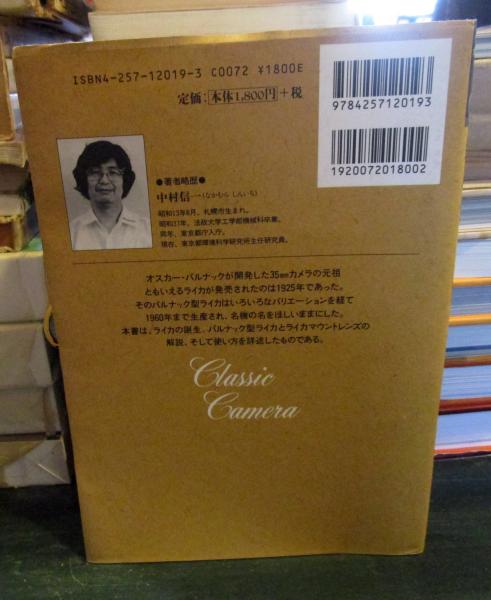 ISBN4-257-12019-3 C0072 ¥1800E
定価：本体1,800円＋税
9784257120193
1920072018002
●著者略歴●
中村信一（なかむら しんいち）
昭和13年8月、札幌市生まれ。
昭和37年、法政大学工学部機械科卒業。
同年、東京都庁入庁。
現在、東京都環境科学研究所主任研究員。
オスカー・バルナックが開発した35mmカメラの元祖
ともいえるライカが発売されたのは1925年であった。
そのバルナック型ライカはいろいろなバリエーションを経て
1960年まで生産され、名機の名をほしいままにした。
本書は、ライカの誕生、バルナック型ライカとライカマウントレンズの
解説、そして使い方を詳述したものである。
Classic
Camera